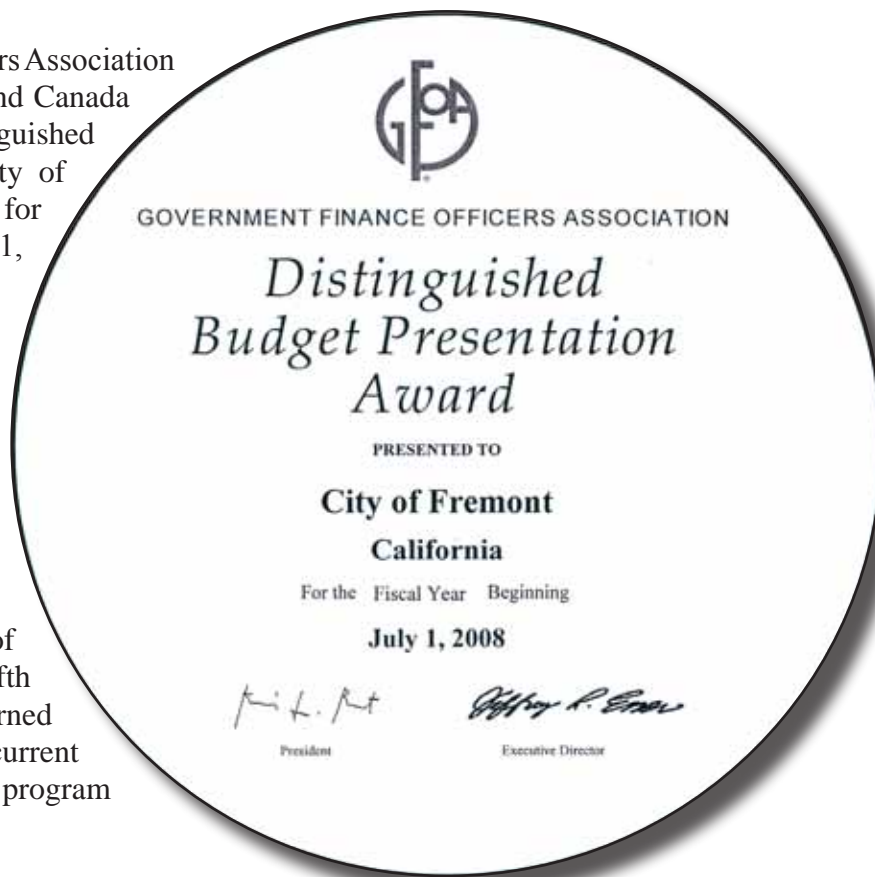 rs Association
nd Canada
guished
ty of
for
1,
of
fth
rned
current
program
GFOA
GOVERNMENT FINANCE OFFICERS ASSOCIATION
Distinguished
Budget Presentation
Award
PRESENTED TO
City of Fremont
California
For the Fiscal Year Beginning
July 1, 2008
President
Executive Director